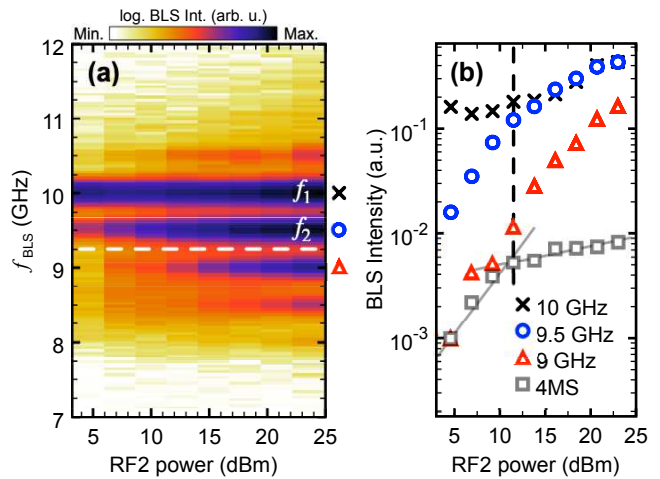 log. BLS Int. (arb. u.)
Min. Max.
(a)
12
11
10
9
8
7
f BLS (GHz)
f1
f2
5 10 15 20 25
RF2 power (dBm)
(b)
10-1
10-2
10-3
BLS Intensity (a.u.)
10 GHz
9.5 GHz
9 GHz
4MS
5 10 15 20 25
RF2 power (dBm)